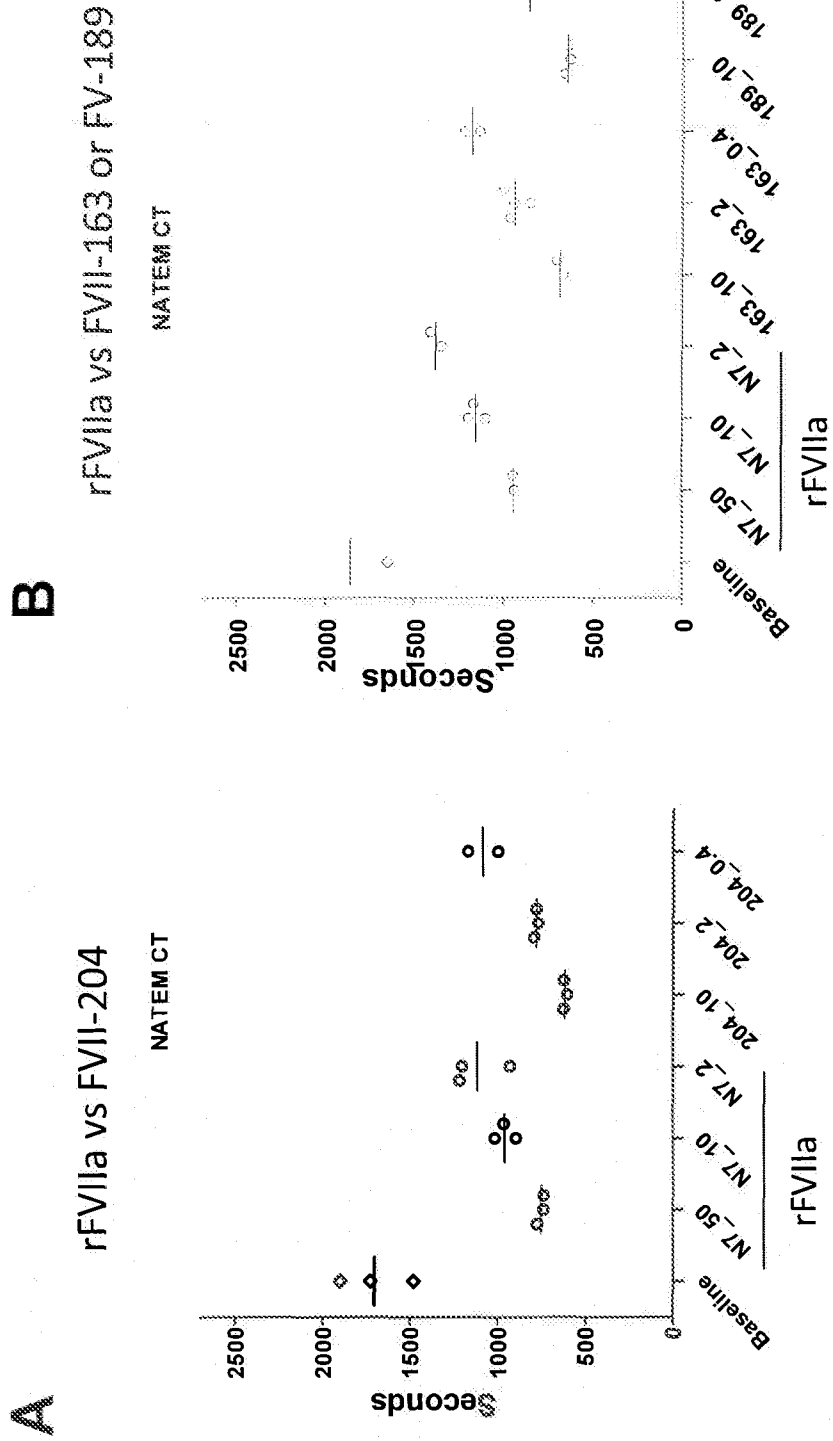 A
rFVIIa vs FVII-204
NATEM CT
Seconds
2500
2000
1500
1000
500
0
Baseline
N7_50
N7_10
N7_2
204_10
204_2
204_0.4
rFVIIa
B
rFVIIa vs FVII-163 or FV-189
NATEM CT
Seconds
2500
2000
1500
1000
500
0
Baseline
N7_50
N7_10
N7_2
163_10
163_2
163_0.4
189_10
189
rFVIIa